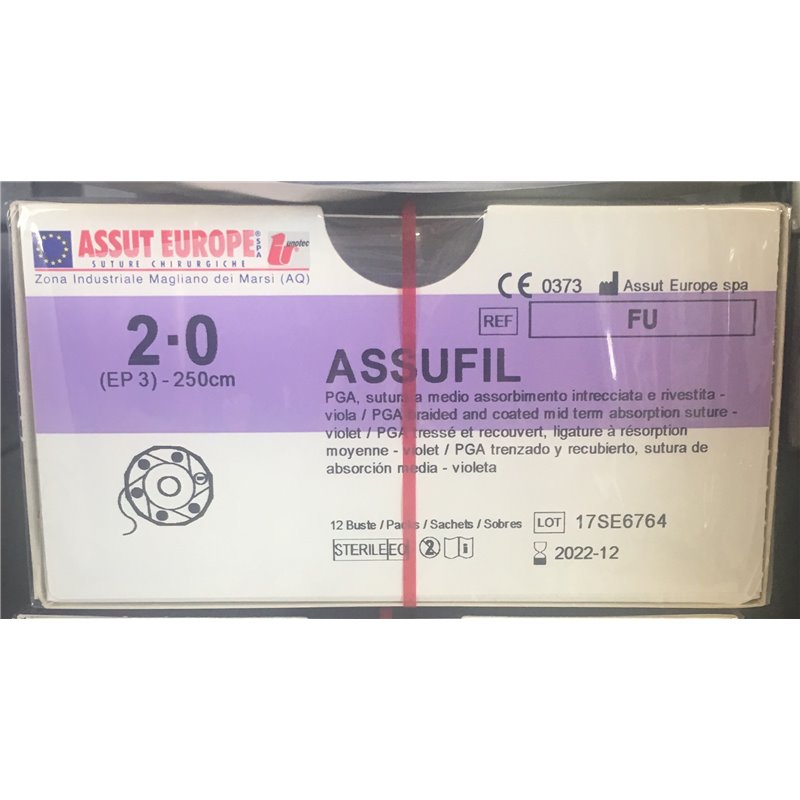 ASSUT EUROPE SPA
SUTURE CHIRURGICHE
unotec
Zona Industriale Magliano dei Marsi (AQ)
CE 0373 Assut Europe spa
REF FU
2-0
(EP 3) - 250cm
ASSUFIL
PGA, sutura a medio assorbimento intrecciata e rivestita -
viola / PGA braided and coated mid term absorption suture -
violet / PGA tressé et recouvert, ligature à résorption
moyenne - violet / PGA trenzado y recubierto, sutura de
absorción media - violeta
12 Buste / Packs / Sachets / Sobres
LOT 17SE6764
STERILE EO 2 i
2022-12